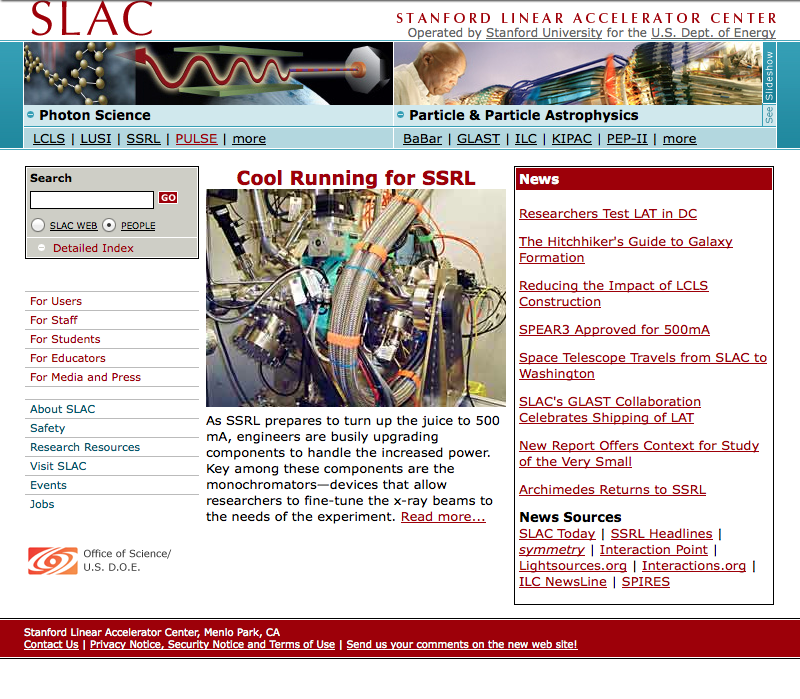 SLAC
STANFORD LINEAR ACCELERATOR CENTER
Operated by Stanford University for the U.S. Dept. of Energy
See Slideshow
Photon Science
Particle & Particle Astrophysics
LCLS | LUSI | SSRL | PULSE | more
BaBar | GLAST | ILC | KIPAC | PEP-II | more
Search
GO
SLAC WEB PEOPLE
Detailed Index
For Users
For Staff
For Students
For Educators
For Media and Press
About SLAC
Safety
Research Resources
Visit SLAC
Events
Jobs
Office of Science/
U.S. D.O.E.
Cool Running for SSRL
As SSRL prepares to turn up the juice to 500
mA, engineers are busily upgrading
components to handle the increased power.
Key among these components are the
monochromators—devices that allow
researchers to fine-tune the x-ray beams to
the needs of the experiment. Read more...
News
Researchers Test LAT in DC
The Hitchhiker's Guide to Galaxy
Formation
Reducing the Impact of LCLS
Construction
SPEAR3 Approved for 500mA
Space Telescope Travels from SLAC to
Washington
SLAC's GLAST Collaboration
Celebrates Shipping of LAT
New Report Offers Context for Study
of the Very Small
Archimedes Returns to SSRL
News Sources
SLAC Today | SSRL Headlines |
symmetry | Interaction Point |
Lightsources.org | Interactions.org |
ILC NewsLine | SPIRES
Stanford Linear Accelerator Center, Menlo Park, CA
Contact Us | Privacy Notice, Security Notice and Terms of Use | Send us your comments on the new web site!